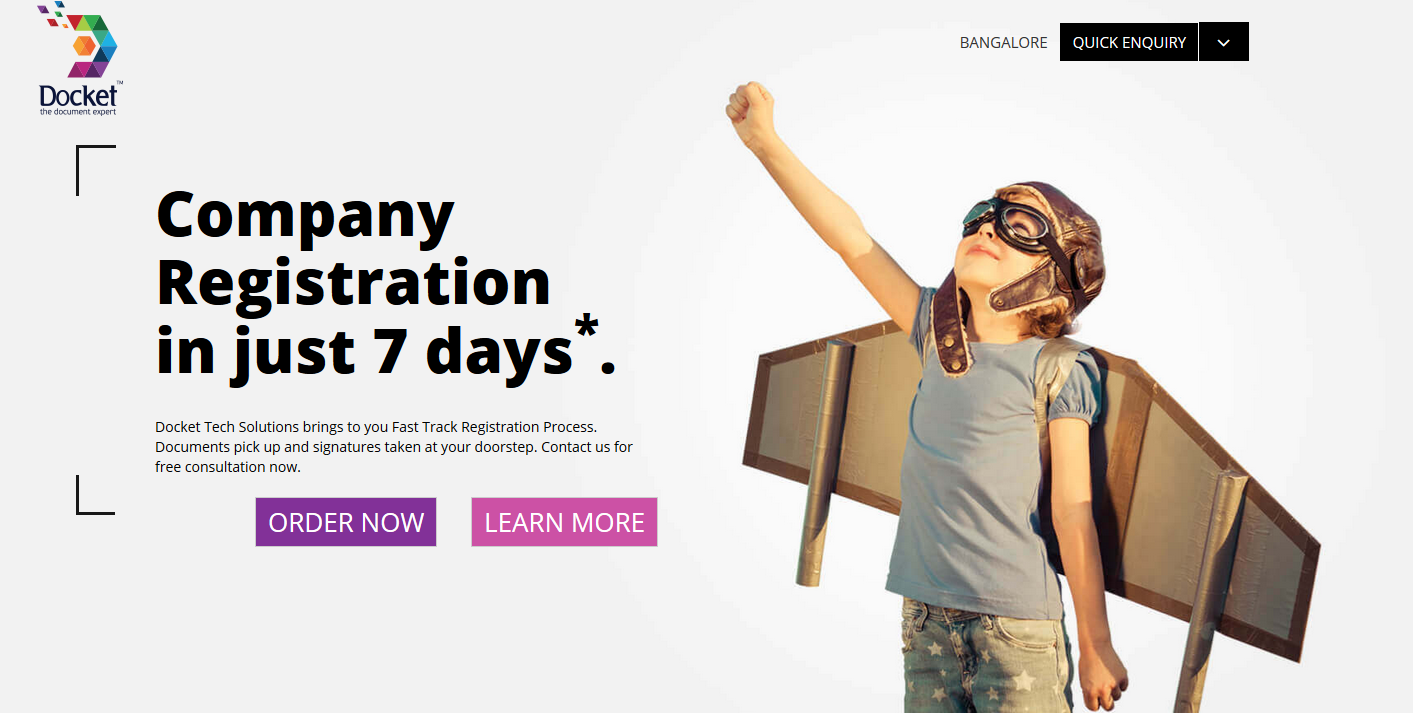 Docket™
the document expert
BANGALORE
QUICK ENQUIRY
Company
Registration
in just 7 days*.
Docket Tech Solutions brings to you Fast Track Registration Process.
Documents pick up and signatures taken at your doorstep. Contact us for
free consultation now.
ORDER NOW
LEARN MORE